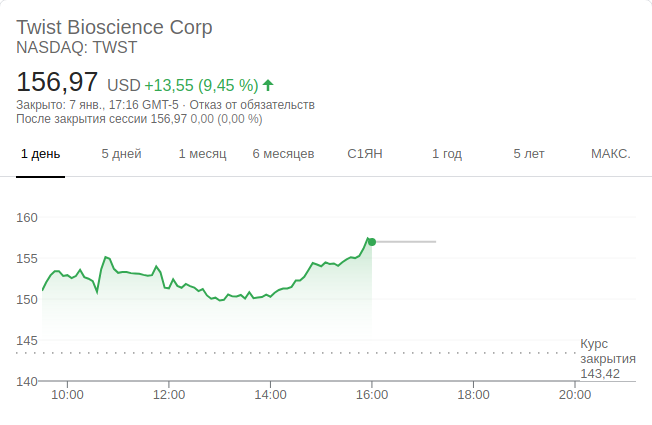 Twist Bioscience Corp
NASDAQ: TWST
156,97 USD +13,55 (9,45 %)
Закрыто: 7 янв., 17:16 GMT-5 · Отказ от обязательств
После закрытия сессии 156,97 0,00 (0,00 %)
1 день 5 дней 1 месяц 6 месяцев С1ЯН 1 год 5 лет МАКС.
160
155
150
145
Курс
закрытия
143,42
140
10:00 12:00 14:00 16:00 18:00 20:00